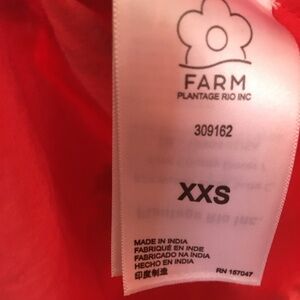 FARM
PLANTAGE RIO INC
309162
XXS
MADE IN INDIA
FABRIQUÉ EN INDE
FABRICADO NA INDIA
HECHO EN INDIA
印度制造
RN 157047